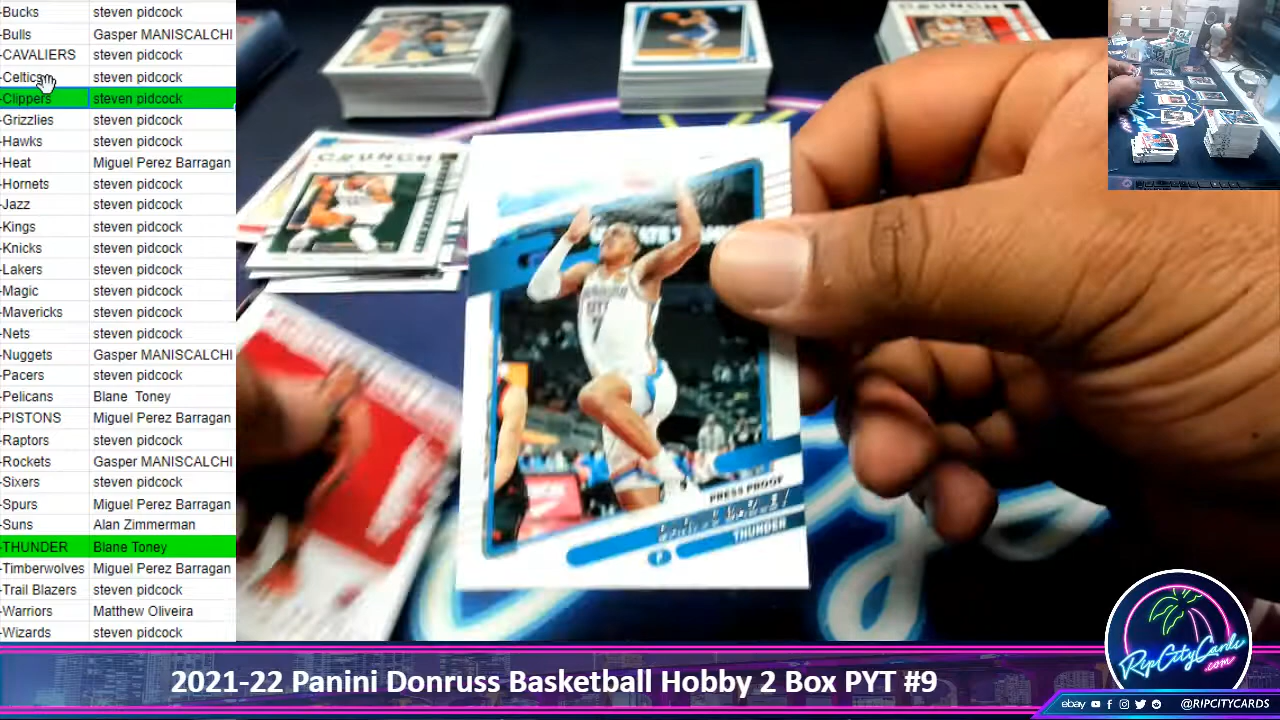 -Bucks steven pidcock
-Bulls Gasper MANISCALCHI
-CAVALIERS steven pidcock
-Celtics steven pidcock
-Clippers steven pidcock
-Grizzlies steven pidcock
-Hawks steven pidcock
-Heat Miguel Perez Barragan
-Hornets steven pidcock
-Jazz steven pidcock
-Kings steven pidcock
-Knicks steven pidcock
-Lakers steven pidcock
-Magic steven pidcock
-Mavericks steven pidcock
-Nets steven pidcock
-Nuggets Gasper MANISCALCHI
-Pacers steven pidcock
-Pelicans Blane Toney
-PISTONS Miguel Perez Barragan
-Raptors steven pidcock
-Rockets Gasper MANISCALCHI
-Sixers steven pidcock
-Spurs Miguel Perez Barragan
-Suns Alan Zimmerman
-THUNDER Blane Toney
-Timberwolves Miguel Perez Barragan
-Trail Blazers steven pidcock
-Warriors Matthew Oliveira
-Wizards steven pidcock
CRUNCH
PRESS PROOF
THUNDER
F
2021-22 Panini Donruss Basketball Hobby 2 Box PYT #9
RipCityCards
.com
ebay @RIPCITYCARDS